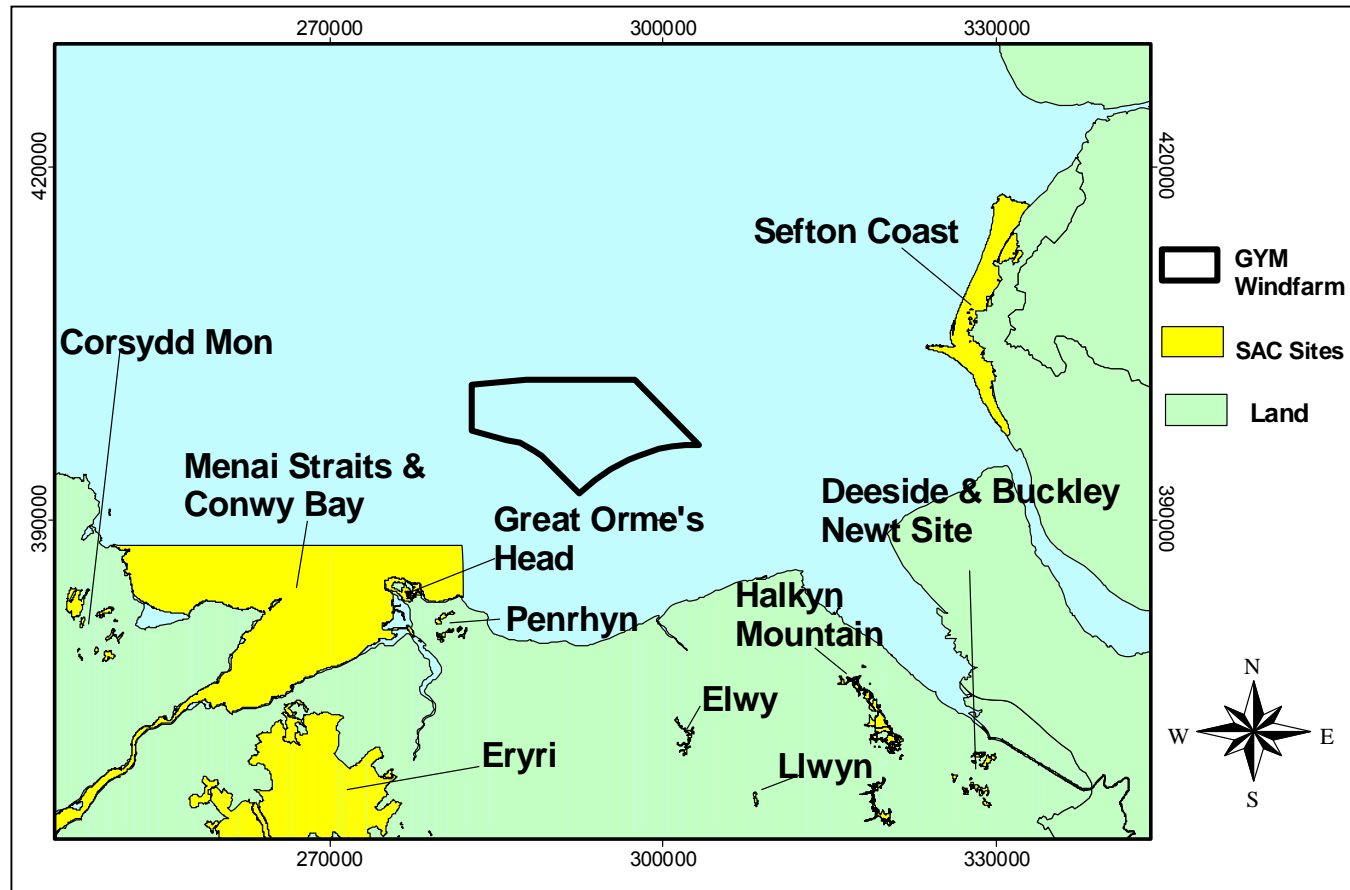 270000 300000 330000
420000
420000
Sefton Coast
GYM
Windfarm
Corsydd Mon
SAC Sites
Land
Menai Straits &
Conwy Bay
Deeside & Buckley
Newt Site
390000
390000
Great Orme's
Head
Halkyn
Mountain
Penrhyn
Elwy
Eryri
Llwyn
N
W E
S
270000 300000 330000